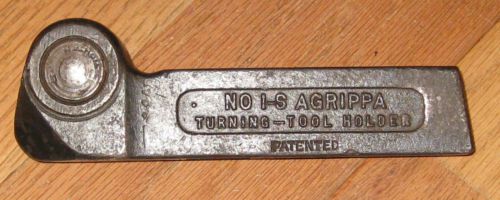 NO 1-S AGRIPPA
TURNING-TOOL HOLDER
PATENTED